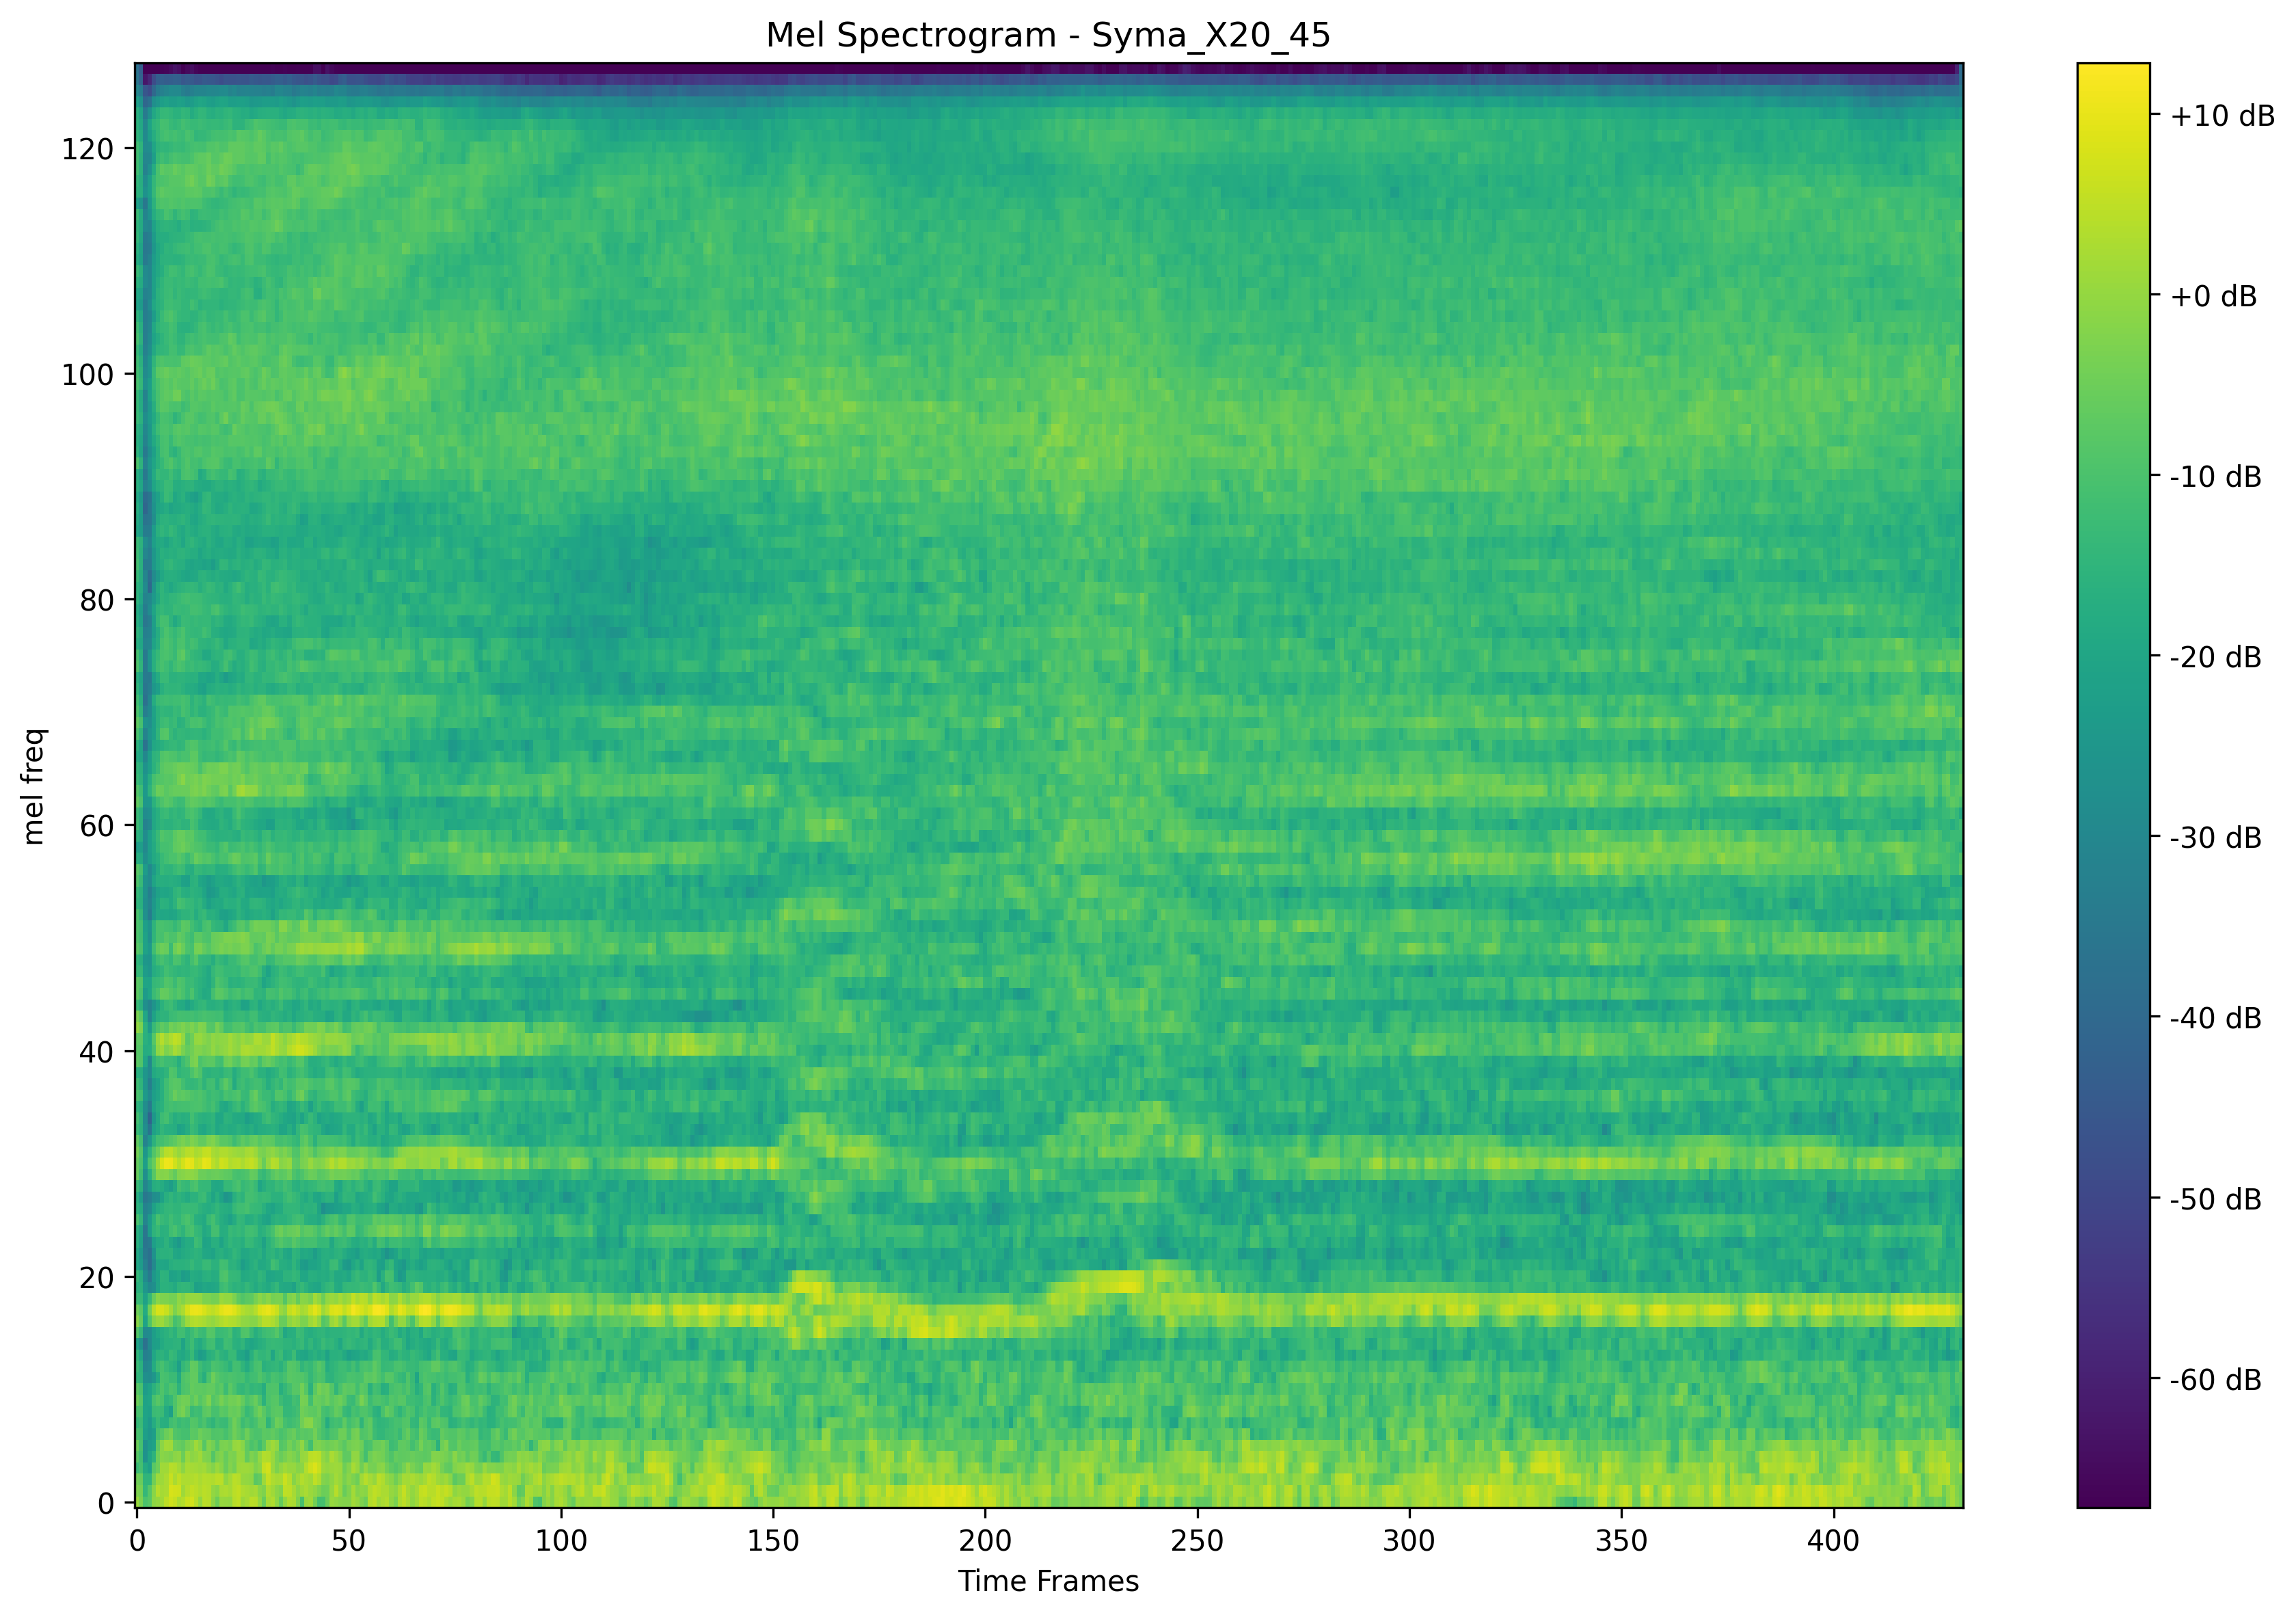 Mel Spectrogram - Syma_X20_45
mel freq
120
100
80
60
40
20
0
0 50 100 150 200 250 300 350 400
Time Frames
+10 dB
+0 dB
-10 dB
-20 dB
-30 dB
-40 dB
-50 dB
-60 dB